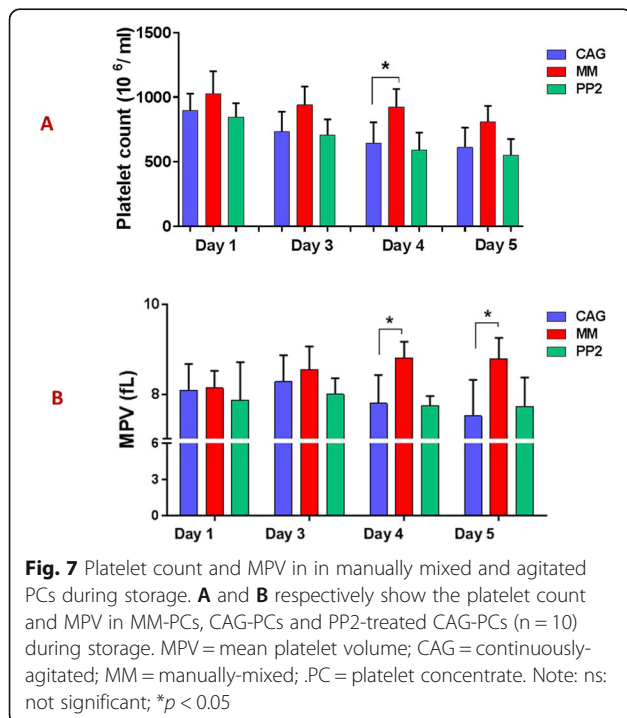 A
Platelet count (10⁶/ ml)
1500
1000
500
0
*
CAG
MM
PP2
Day 1 Day 3 Day 4 Day 5
B
MPV (fL)
10
8
6
3
0
* *
CAG
MM
PP2
Day 1 Day 3 Day 4 Day 5
Fig. 7 Platelet count and MPV in in manually mixed and agitated
PCs during storage. A and B respectively show the platelet count
and MPV in MM-PCs, CAG-PCs and PP2-treated CAG-PCs (n = 10)
during storage. MPV = mean platelet volume; CAG = continuously-
agitated; MM = manually-mixed; .PC = platelet concentrate. Note: ns:
not significant; *p < 0.05